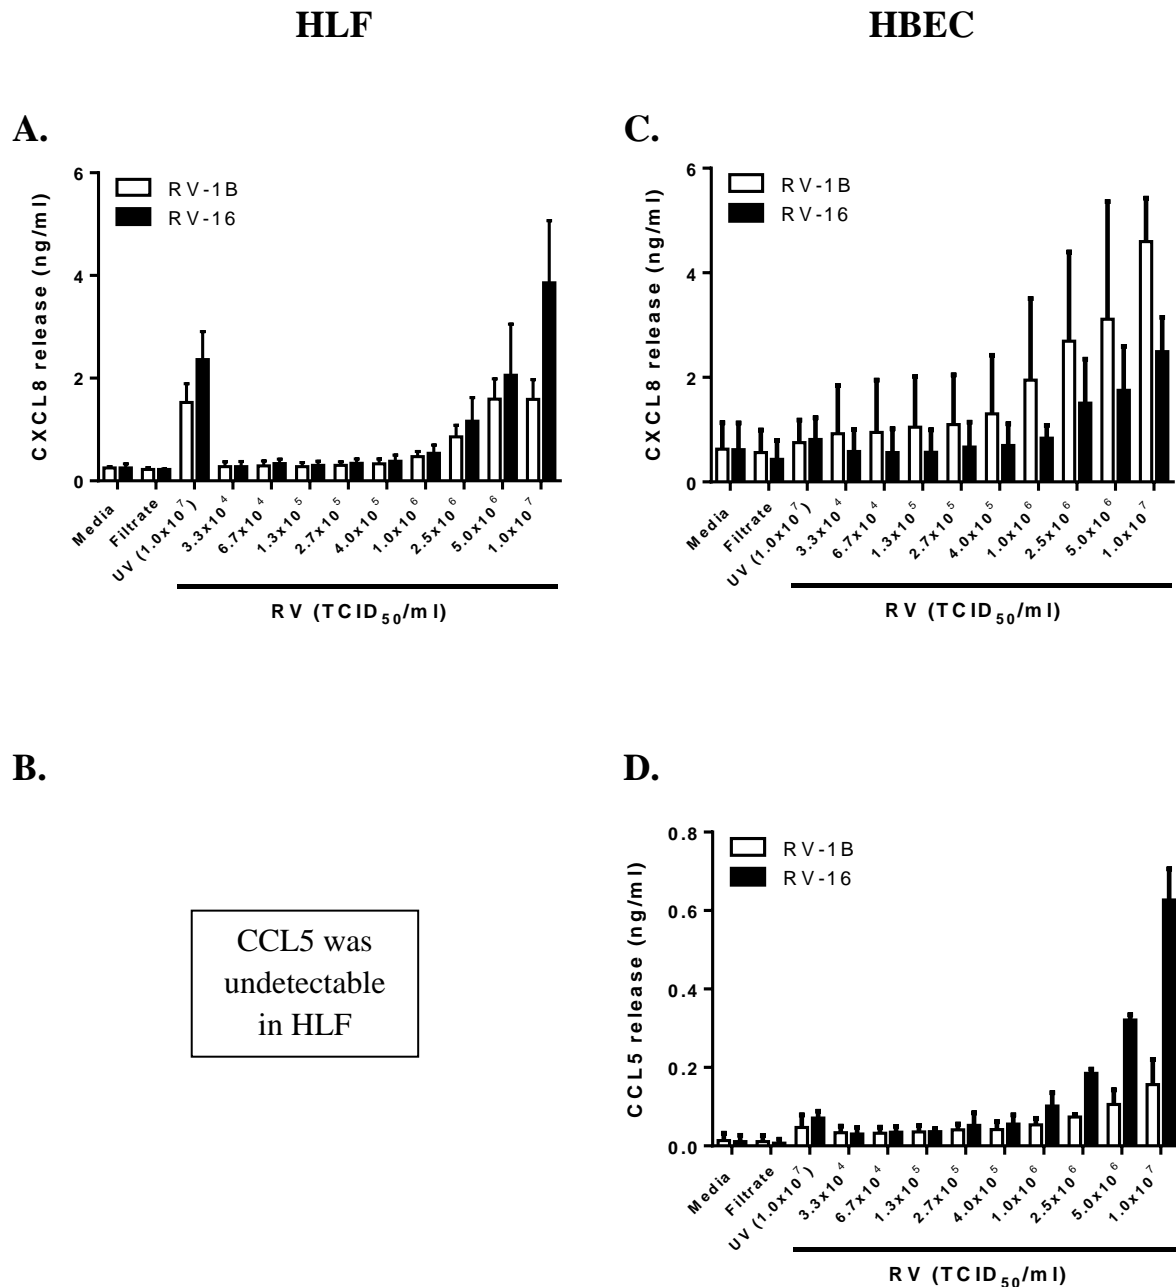 HLF
HBEC
A.
CXCL8 release (ng/ml)
6
4
2
0
RV-1B
RV-16
Media
Filtrate
UV (1.0x10⁷)
3.3x10⁴
6.7x10⁴
1.3x10⁵
2.7x10⁵
4.0x10⁵
1.0x10⁶
2.5x10⁶
5.0x10⁶
1.0x10⁷
RV (TCID₅₀/ml)
C.
CXCL8 release (ng/ml)
6
4
2
0
RV-1B
RV-16
Media
Filtrate
UV (1.0x10⁷)
3.3x10⁴
6.7x10⁴
1.3x10⁵
2.7x10⁵
4.0x10⁵
1.0x10⁶
2.5x10⁶
5.0x10⁶
1.0x10⁷
RV (TCID₅₀/ml)
B.
CCL5 was
undetectable
in HLF
D.
CCL5 release (ng/ml)
0.8
0.6
0.4
0.2
0.0
RV-1B
RV-16
Media
Filtrate
UV (1.0x10⁷)
3.3x10⁴
6.7x10⁴
1.3x10⁵
2.7x10⁵
4.0x10⁵
1.0x10⁶
2.5x10⁶
5.0x10⁶
1.0x10⁷
RV (TCID₅₀/ml)